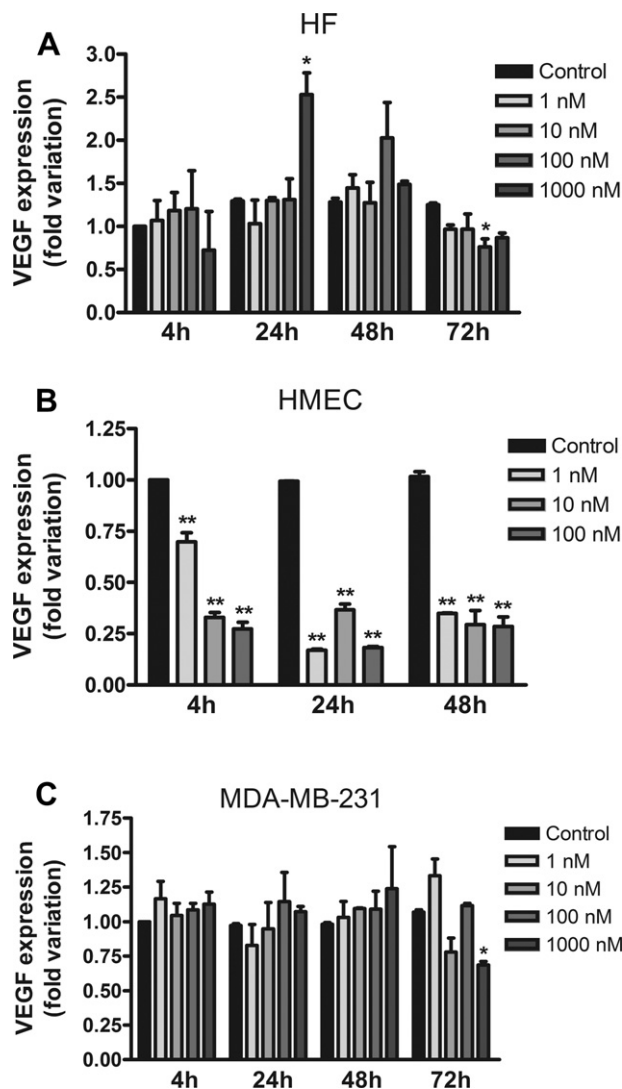 A
HF
VEGF expression
(fold variation)
3.0
2.5
2.0
1.5
1.0
0.5
0.0
*
*
4h 24h 48h 72h
Control
1 nM
10 nM
100 nM
1000 nM
B
HMEC
VEGF expression
(fold variation)
1.25
1.00
0.75
0.50
0.25
0.00
** ** **
** ** **
** ** **
4h 24h 48h
Control
1 nM
10 nM
100 nM
C
MDA-MB-231
VEGF expression
(fold variation)
1.75
1.50
1.25
1.00
0.75
0.50
0.25
0.00
*
4h 24h 48h 72h
Control
1 nM
10 nM
100 nM
1000 nM